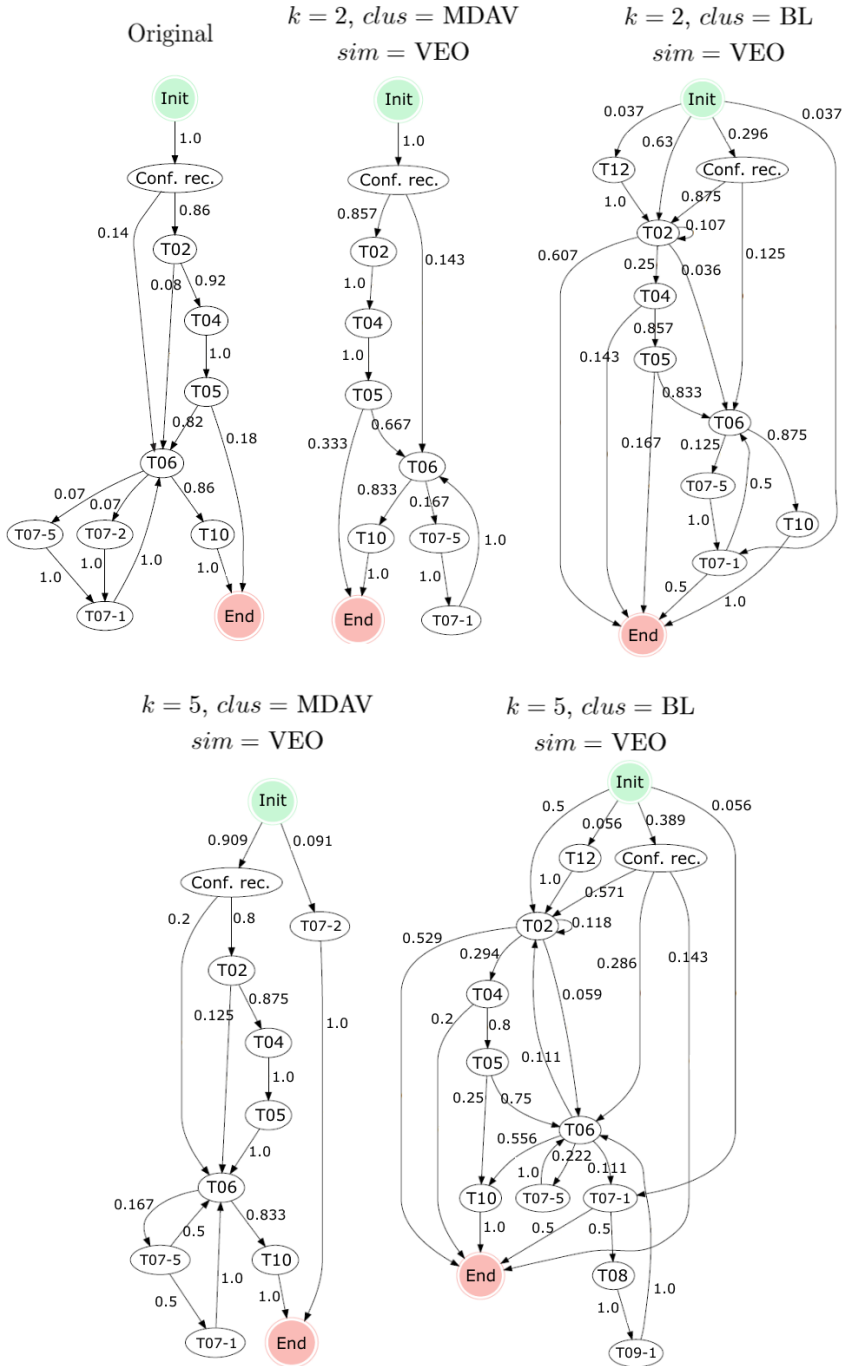 Original
k = 2, clus = MDAV
sim = VEO
k = 2, clus = BL
sim = VEO
Init
1.0
Conf. rec.
0.86
0.14
T02
0.08
0.92
T04
1.0
T05
0.82
0.18
T06
0.07
0.07
0.86
T07-5
T07-2
T10
1.0
1.0
1.0
1.0
T07-1
End
Init
1.0
Conf. rec.
0.857
0.143
T02
1.0
T04
1.0
T05
0.667
0.333
T06
0.833
0.167
T10
T07-5
1.0
1.0
1.0
End
T07-1
Init
0.037
0.63
0.296
0.037
T12
Conf. rec.
1.0
0.875
T02
0.107
0.607
0.25
0.036
0.125
T04
0.857
0.143
T05
0.833
0.167
T06
0.125
0.875
T07-5
0.5
1.0
T10
T07-1
0.5
1.0
End
k = 5, clus = MDAV
sim = VEO
k = 5, clus = BL
sim = VEO
Init
0.909
0.091
Conf. rec.
0.2
0.8
T07-2
T02
0.125
0.875
1.0
T04
1.0
T05
1.0
T06
0.167
0.833
0.5
T07-5
T10
1.0
0.5
1.0
T07-1
End
Init
0.5
0.056
0.389
0.056
T12
Conf. rec.
1.0
0.571
T02
0.118
0.529
0.294
0.286
0.143
T04
0.059
0.2
0.8
T05
0.111
0.25
0.75
T06
0.556
0.222
0.111
1.0
T10
T07-5
T07-1
1.0
0.5
0.5
End
T08
1.0
1.0
T09-1